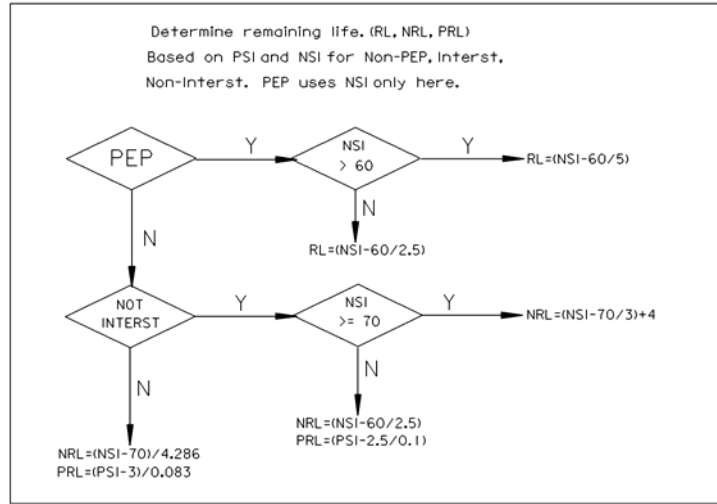 Determine remaining life. (RL, NRL, PRL)
Based on PSI and NSI for Non-PEP, Interst,
Non-Interst. PEP uses NSI only here.
PEP
Y
NSI
> 60
Y
RL=(NSI-60/5)
N
N
RL=(NSI-60/2.5)
NOT
INTERST
Y
NSI
>= 70
Y
NRL=(NSI-70/3)+4
N
N
NRL=(NSI-60/2.5)
PRL=(PSI-2.5/0.1)
NRL=(NSI-70)/4.286
PRL=(PSI-3)/0.083